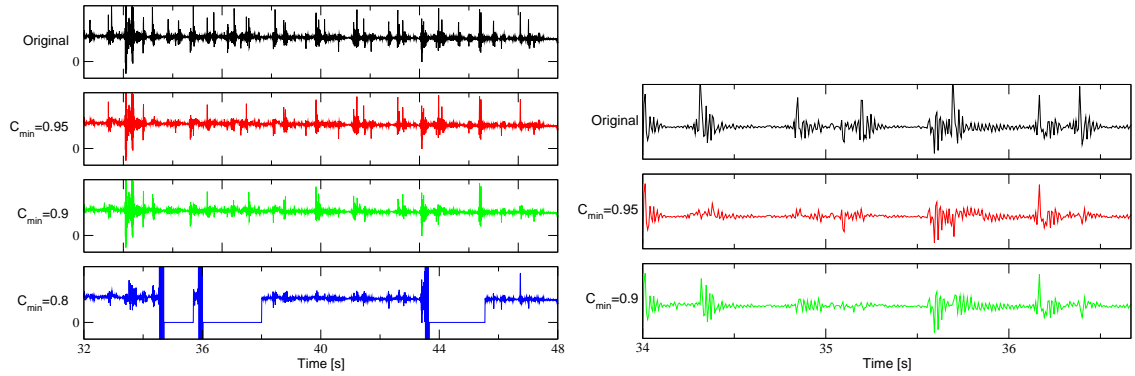 Original
0
C_min=0.95
0
C_min=0.9
0
C_min=0.8
0
32 36 40 44 48
Time [s]
Original
C_min=0.95
C_min=0.9
34 35 36
Time [s]